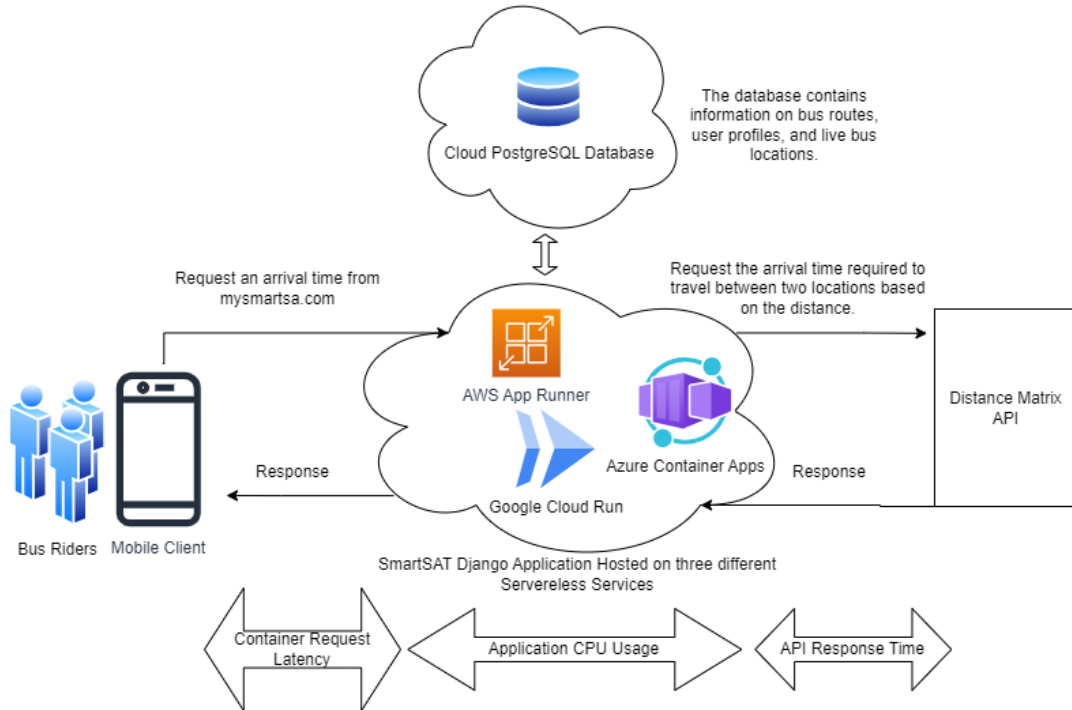 Cloud PostgreSQL Database
The database contains
information on bus routes,
user profiles, and live bus
locations.
Request an arrival time from
mysmartsa.com
Request the arrival time required to
travel between two locations based
on the distance.
AWS App Runner
Azure Container Apps
Google Cloud Run
Distance Matrix
API
Response
Response
Bus Riders
Mobile Client
SmartSAT Django Application Hosted on three different
Servereless Services
Container Request
Latency
Application CPU Usage
API Response Time